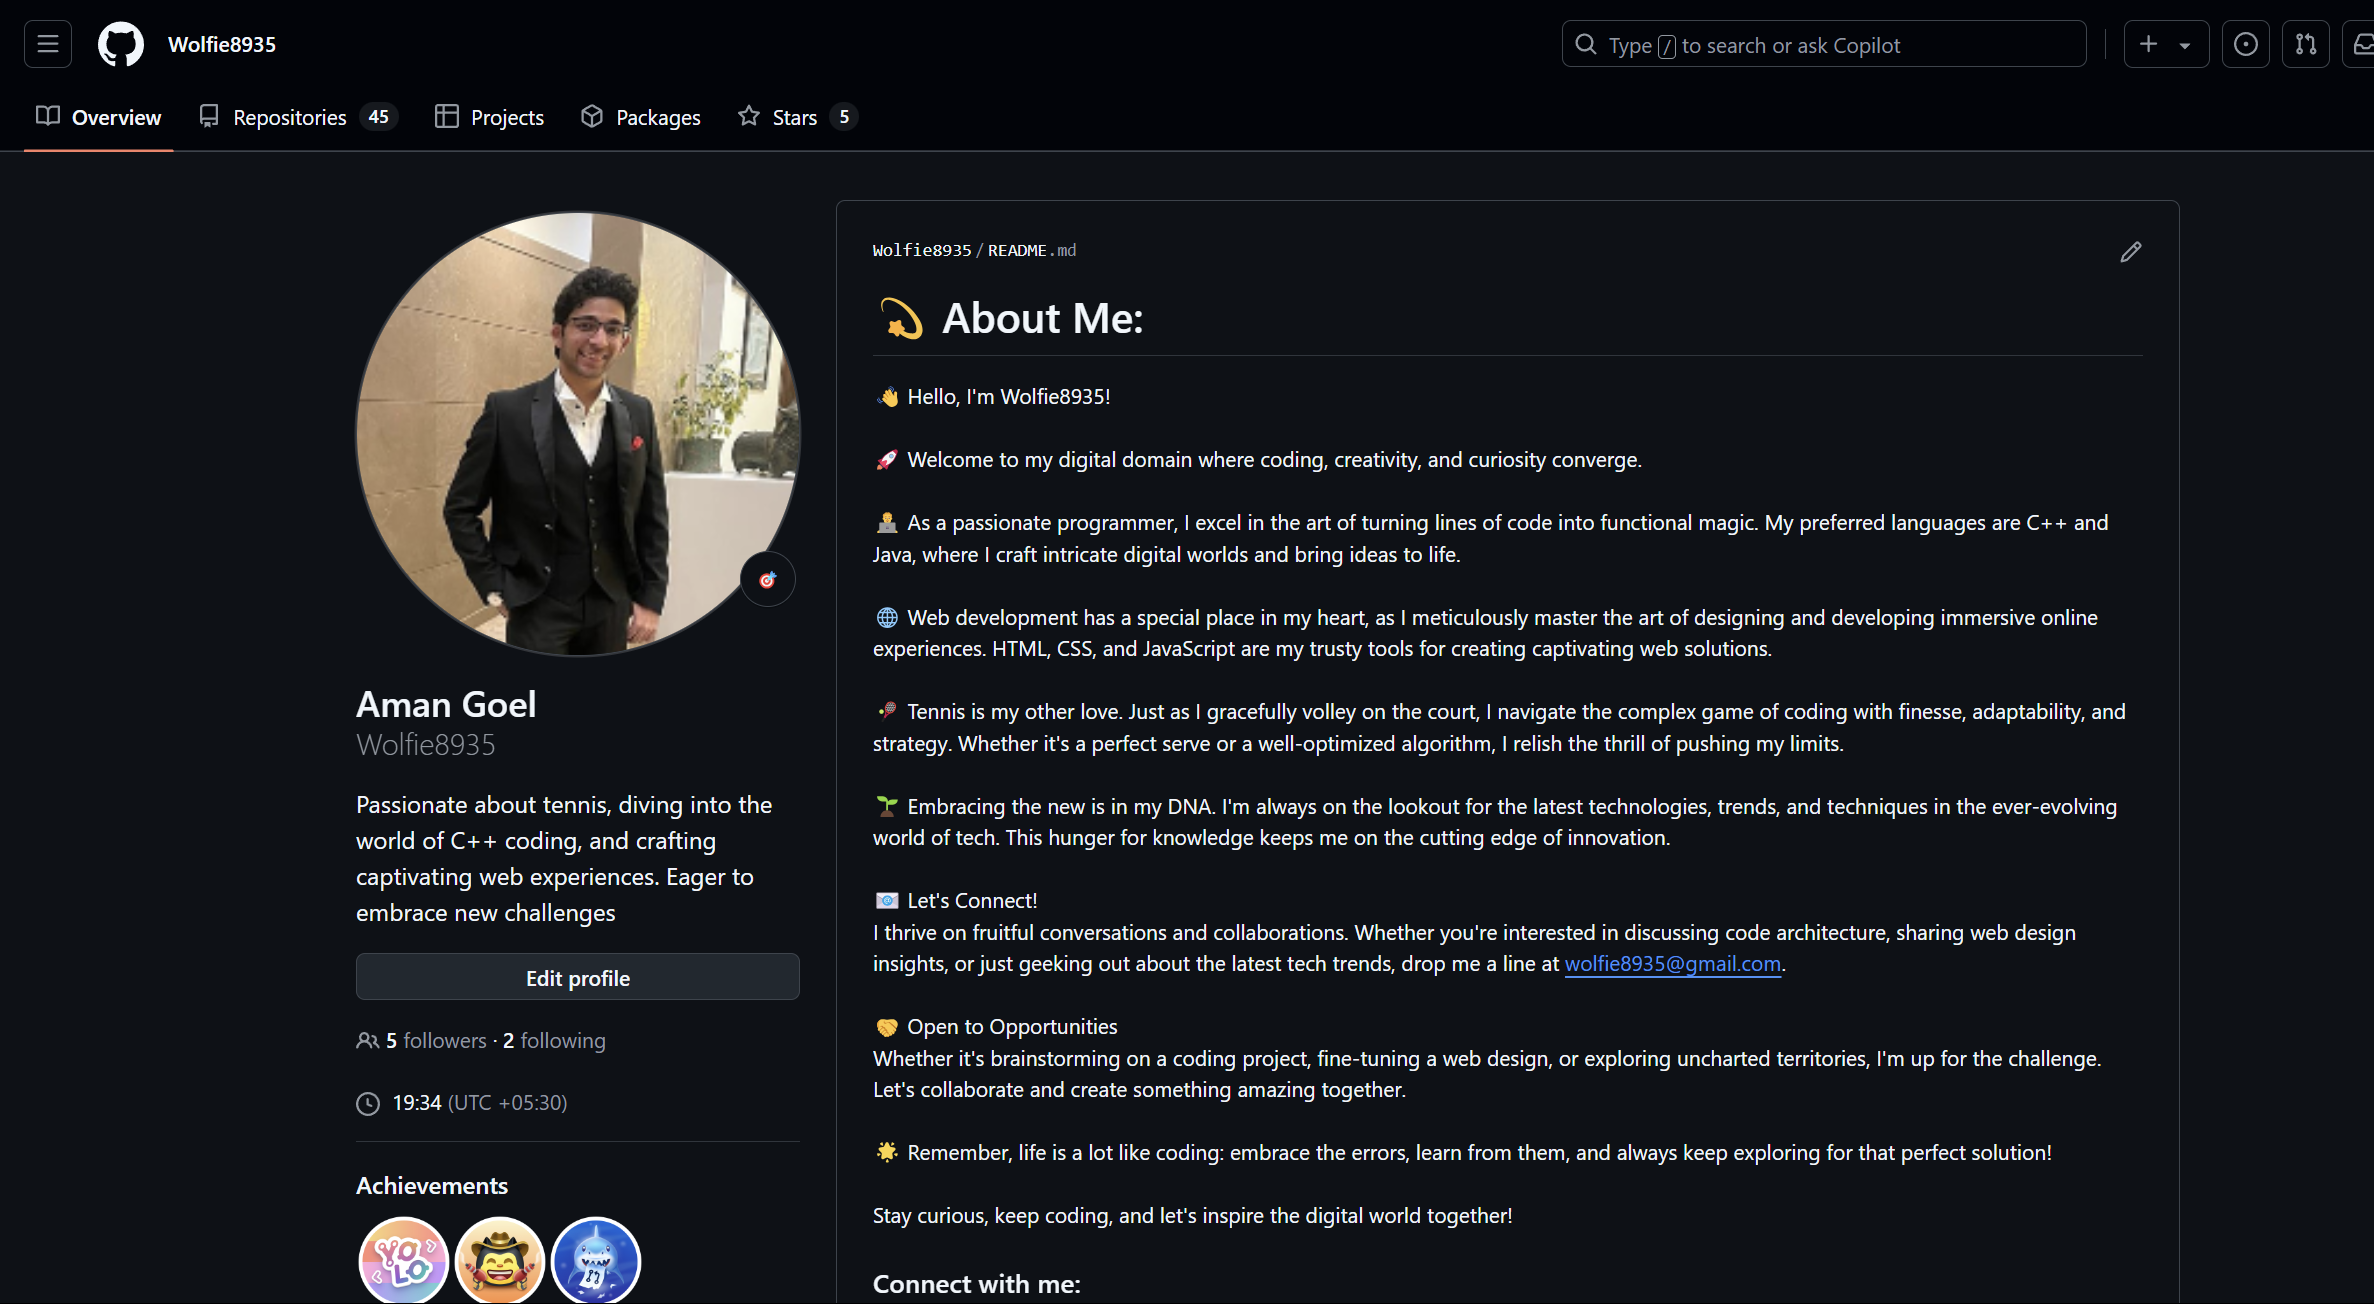 Wolfie8935
Type / to search or ask Copilot
Overview
Repositories 45
Projects
Packages
Stars 5
Aman Goel
Wolfie8935
Passionate about tennis, diving into the
world of C++ coding, and crafting
captivating web experiences. Eager to
embrace new challenges
Edit profile
5 followers · 2 following
19:34 (UTC +05:30)
Achievements
YOLO
Wolfie8935/README.md
💫 About Me:
👋 Hello, I'm Wolfie8935!
🚀 Welcome to my digital domain where coding, creativity, and curiosity converge.
👨‍💻 As a passionate programmer, I excel in the art of turning lines of code into functional magic. My preferred languages are C++ and
Java, where I craft intricate digital worlds and bring ideas to life.
🌐 Web development has a special place in my heart, as I meticulously master the art of designing and developing immersive online
experiences. HTML, CSS, and JavaScript are my trusty tools for creating captivating web solutions.
🎾 Tennis is my other love. Just as I gracefully volley on the court, I navigate the complex game of coding with finesse, adaptability, and
strategy. Whether it's a perfect serve or a well-optimized algorithm, I relish the thrill of pushing my limits.
🌱 Embracing the new is in my DNA. I'm always on the lookout for the latest technologies, trends, and techniques in the ever-evolving
world of tech. This hunger for knowledge keeps me on the cutting edge of innovation.
📧 Let's Connect!
I thrive on fruitful conversations and collaborations. Whether you're interested in discussing code architecture, sharing web design
insights, or just geeking out about the latest tech trends, drop me a line at wolfie8935@gmail.com.
🤝 Open to Opportunities
Whether it's brainstorming on a coding project, fine-tuning a web design, or exploring uncharted territories, I'm up for the challenge.
Let's collaborate and create something amazing together.
🌟 Remember, life is a lot like coding: embrace the errors, learn from them, and always keep exploring for that perfect solution!
Stay curious, keep coding, and let's inspire the digital world together!
Connect with me: